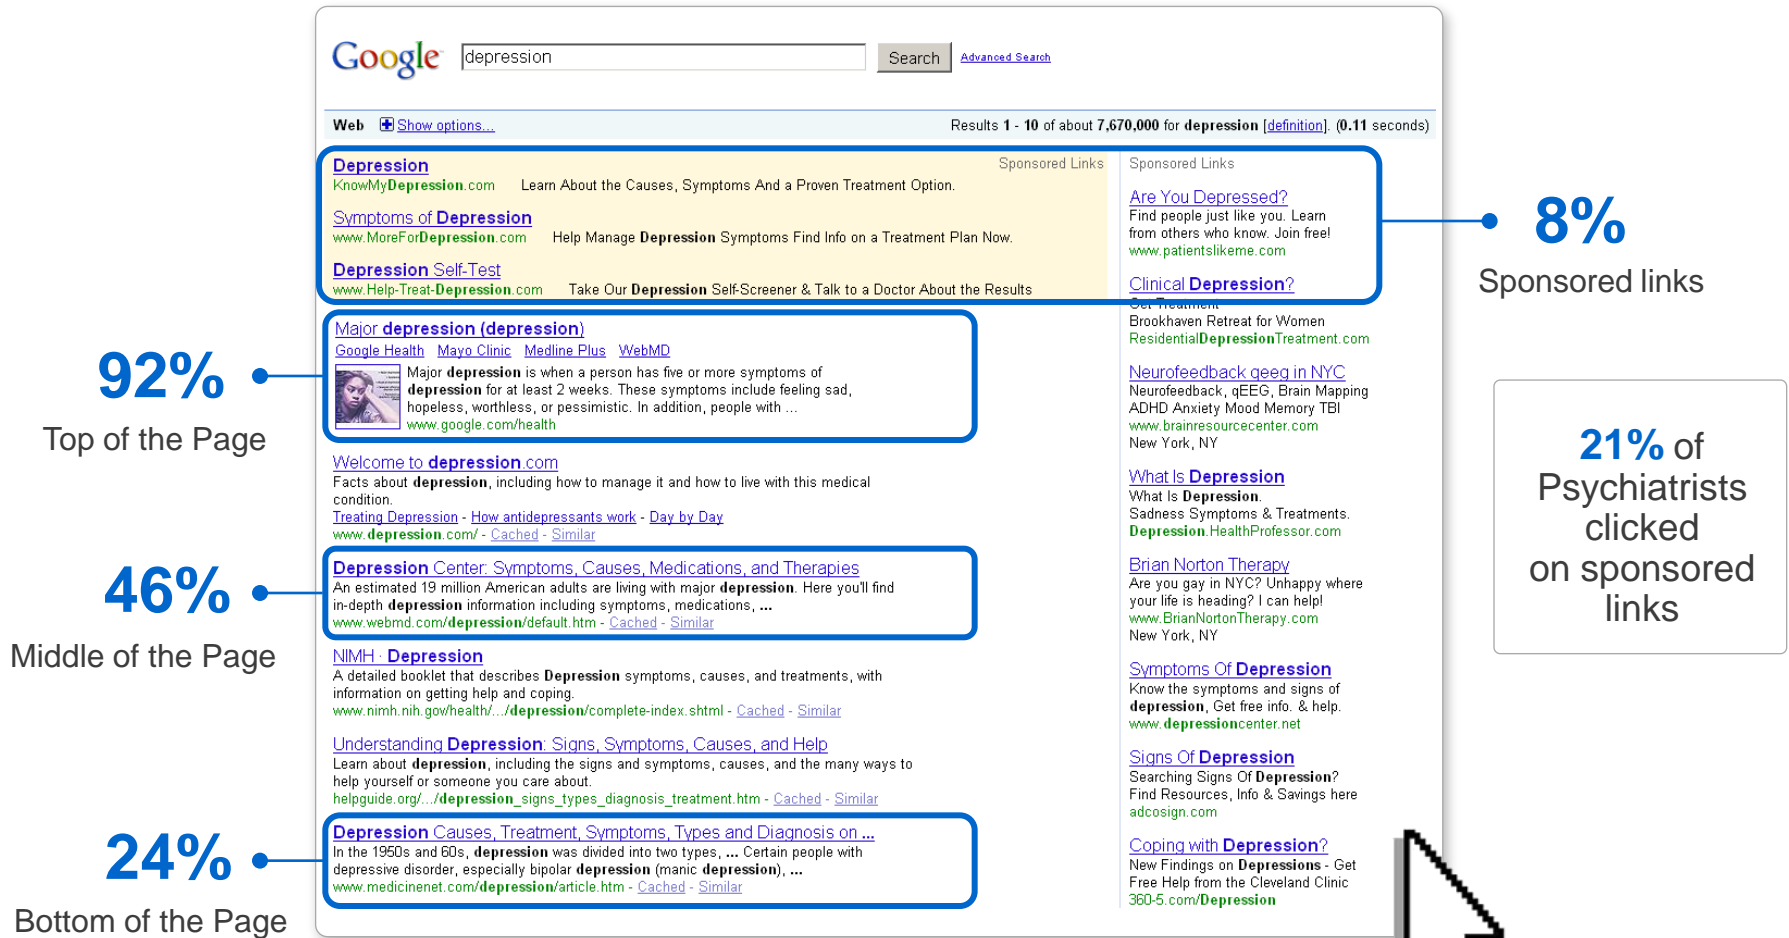 Google
depression
Search
Advanced Search
Web
Show options...
Results 1 - 10 of about 7,670,000 for depression [definition]. (0.11 seconds)
Depression
Sponsored Links
KnowMyDepression.com Learn About the Causes, Symptoms And a Proven Treatment Option.
Symptoms of Depression
www.MoreForDepression.com Help Manage Depression Symptoms Find Info on a Treatment Plan Now.
Depression Self-Test
www.Help-Treat-Depression.com Take Our Depression Self-Screener & Talk to a Doctor About the Results
Major depression (depression)
Google Health Mayo Clinic Medline Plus WebMD
Major depression is when a person has five or more symptoms of
depression for at least 2 weeks. These symptoms include feeling sad,
hopeless, worthless, or pessimistic. In addition, people with ...
www.google.com/health
Welcome to depression.com
Facts about depression, including how to manage it and how to live with this medical
condition.
Treating Depression - How antidepressants work - Day by Day
www.depression.com/ - Cached - Similar
Depression Center: Symptoms, Causes, Medications, and Therapies
An estimated 19 million American adults are living with major depression. Here you'll find
in-depth depression information including symptoms, medications, ...
www.webmd.com/depression/default.htm - Cached - Similar
NIMH · Depression
A detailed booklet that describes Depression symptoms, causes, and treatments, with
information on getting help and coping.
www.nimh.nih.gov/health/.../depression/complete-index.shtml - Cached - Similar
Understanding Depression: Signs, Symptoms, Causes, and Help
Learn about depression, including the signs and symptoms, causes, and the many ways to
help yourself or someone you care about.
helpguide.org/.../depression_signs_types_diagnosis_treatment.htm - Cached - Similar
Depression Causes, Treatment, Symptoms, Types and Diagnosis on ...
In the 1950s and 60s, depression was divided into two types, ... Certain people with
depressive disorder, especially bipolar depression (manic depression), ...
www.medicinenet.com/depression/article.htm - Cached - Similar
Sponsored Links
Are You Depressed?
Find people just like you. Learn
from others who know. Join free!
www.patientslikeme.com
Clinical Depression?
Get Treatment
Brookhaven Retreat for Women
ResidentialDepressionTreatment.com
Neurofeedback qeeg in NYC
Neurofeedback, qEEG, Brain Mapping
ADHD Anxiety Mood Memory TBI
www.brainresourcecenter.com
New York, NY
What Is Depression
What Is Depression.
Sadness Symptoms & Treatments.
Depression.HealthProfessor.com
Brian Norton Therapy
Are you gay in NYC? Unhappy where
your life is heading? I can help!
www.BrianNortonTherapy.com
New York, NY
Symptoms Of Depression
Know the symptoms and signs of
depression, Get free info. & help.
www.depressioncenter.net
Signs Of Depression
Searching Signs Of Depression?
Find Resources, Info & Savings here
adcosign.com
Coping with Depression?
New Findings on Depressions - Get
Free Help from the Cleveland Clinic
360-5.com/Depression
92%
Top of the Page
46%
Middle of the Page
24%
Bottom of the Page
8%
Sponsored links
21% of
Psychiatrists
clicked
on sponsored
links